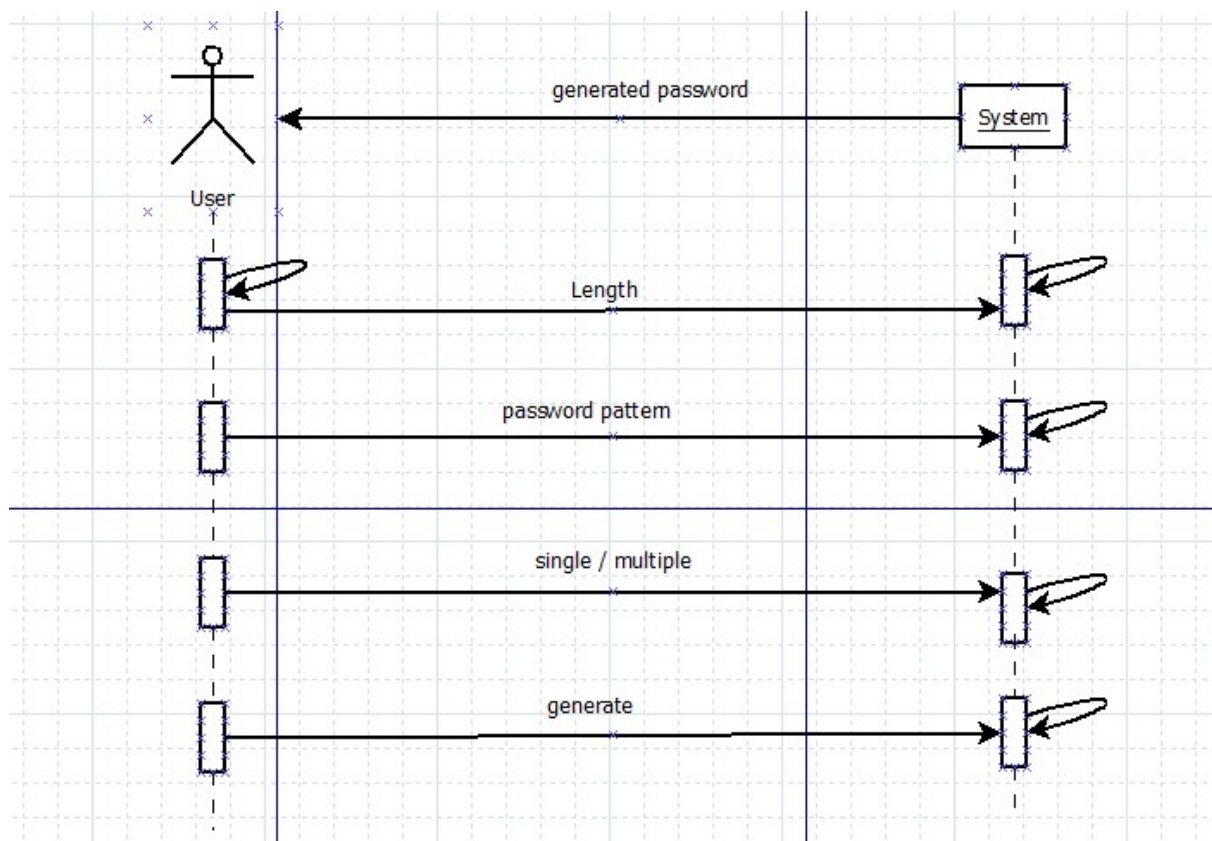 generated password
System
User
Length
password pattern
single / multiple
generate